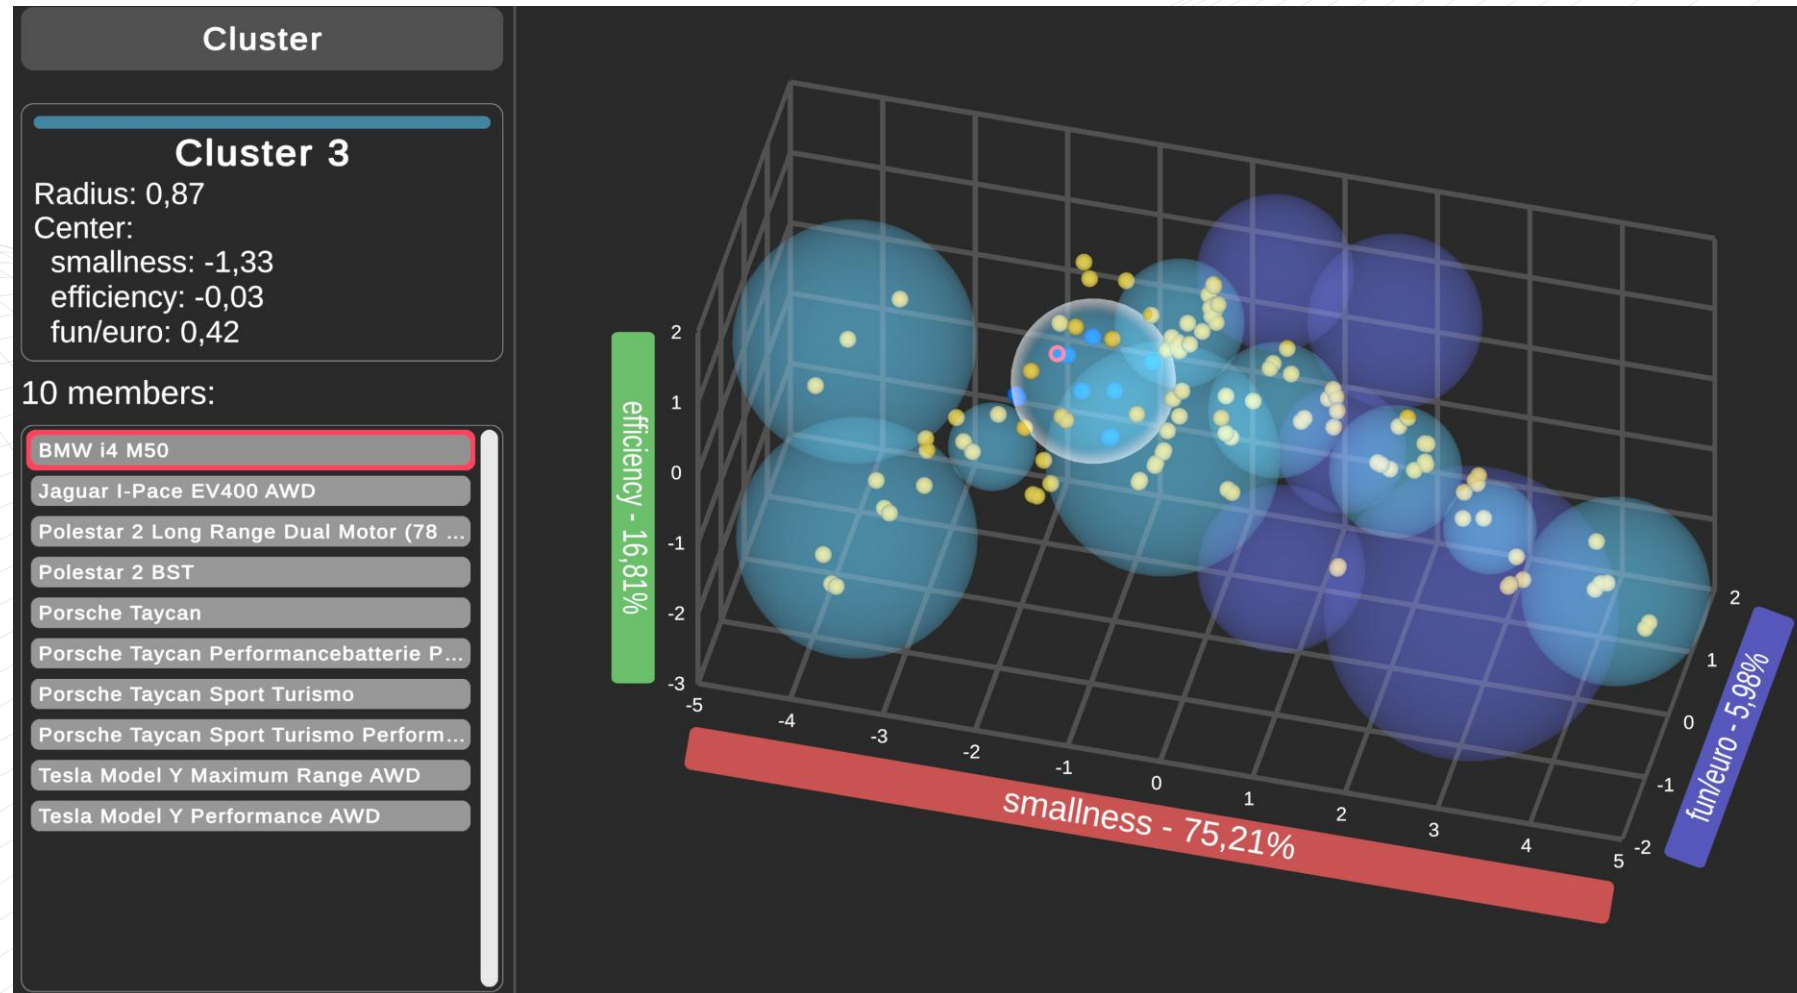 Cluster
Cluster 3
Radius: 0,87
Center:
smallness: -1,33
efficiency: -0,03
fun/euro: 0,42
10 members:
BMW i4 M50
Jaguar I-Pace EV400 AWD
Polestar 2 Long Range Dual Motor (78 ...
Polestar 2 BST
Porsche Taycan
Porsche Taycan Performancebatterie P...
Porsche Taycan Sport Turismo
Porsche Taycan Sport Turismo Perform...
Tesla Model Y Maximum Range AWD
Tesla Model Y Performance AWD
efficiency - 16,81%
2
1
0
-1
-2
-3
-5
-4
-3
-2
-1
0
1
2
3
4
5
smallness - 75,21%
-2
-1
0
1
2
fun/euro - 5,98%